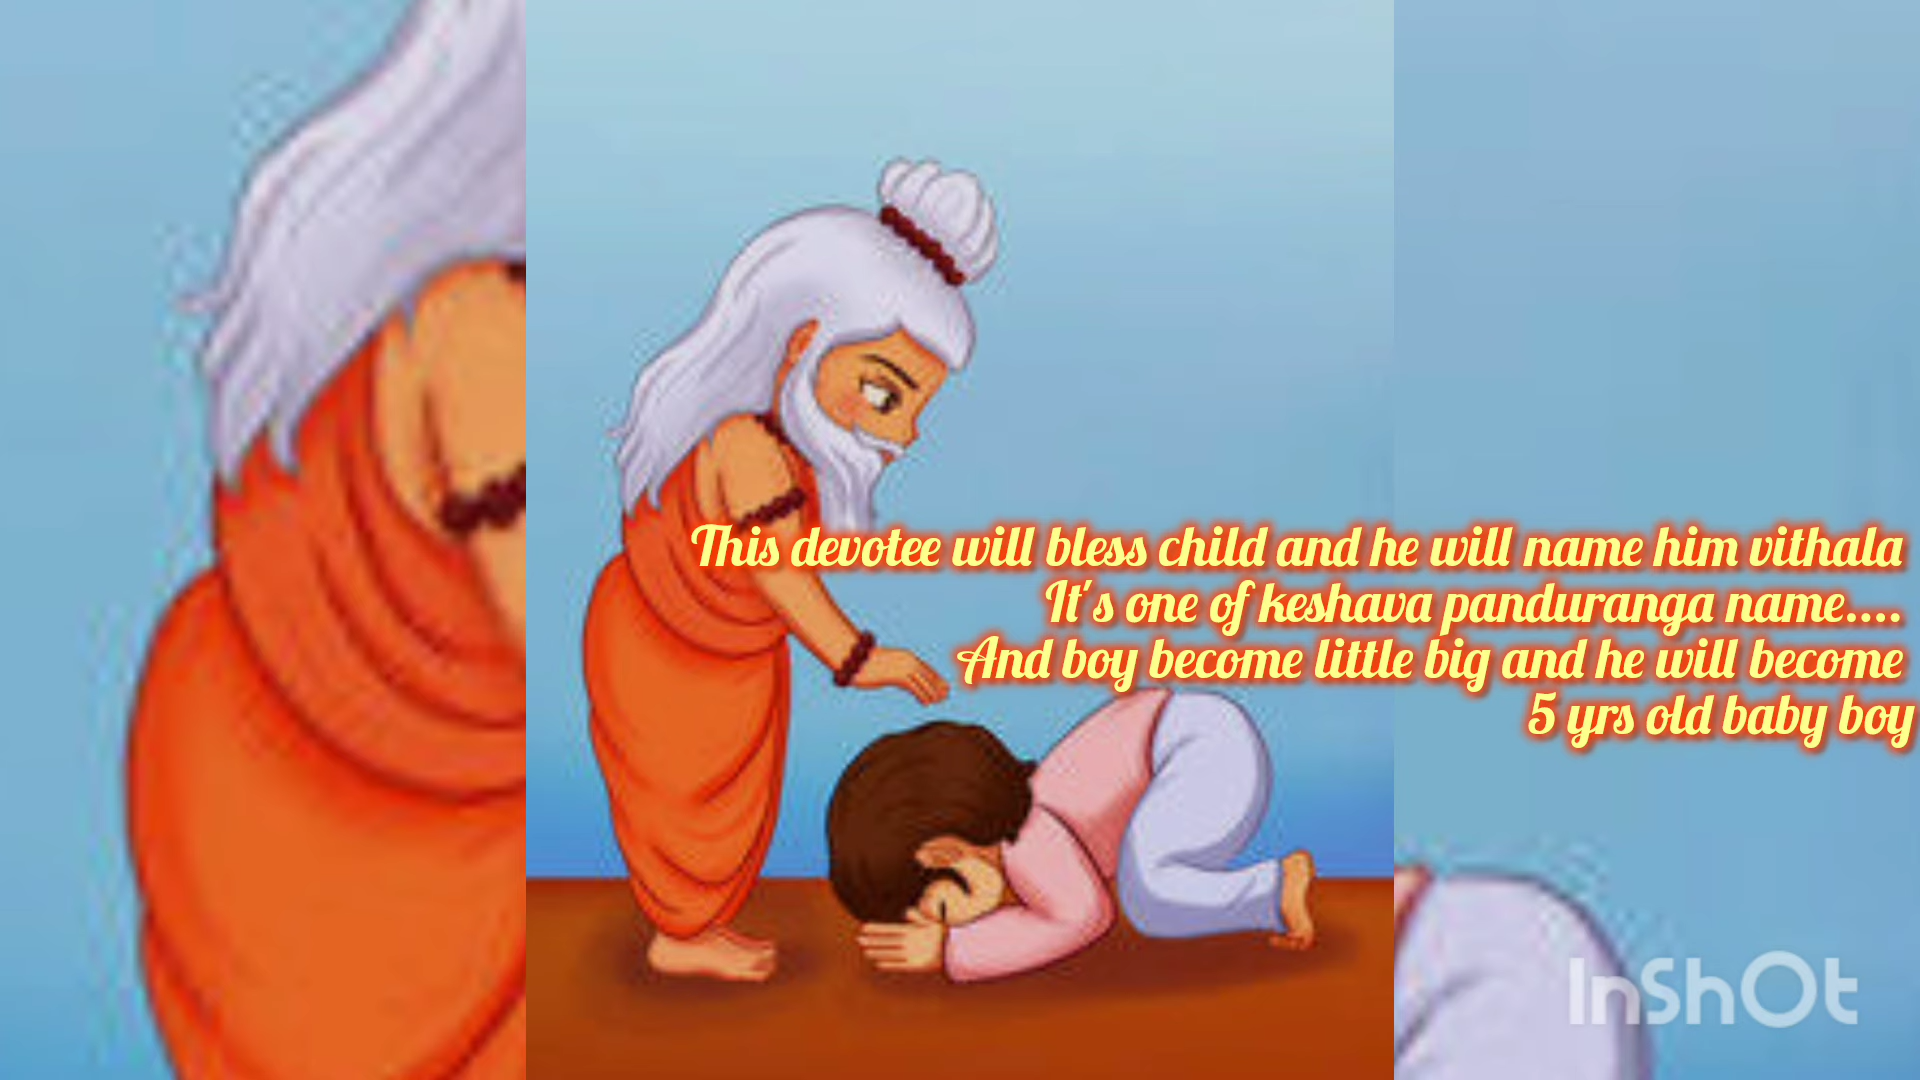 This devotee will bless child and he will name him vithala
It's one of keshava panduranga name....
And boy become little big and he will become
5 yrs old baby boy
InShOt